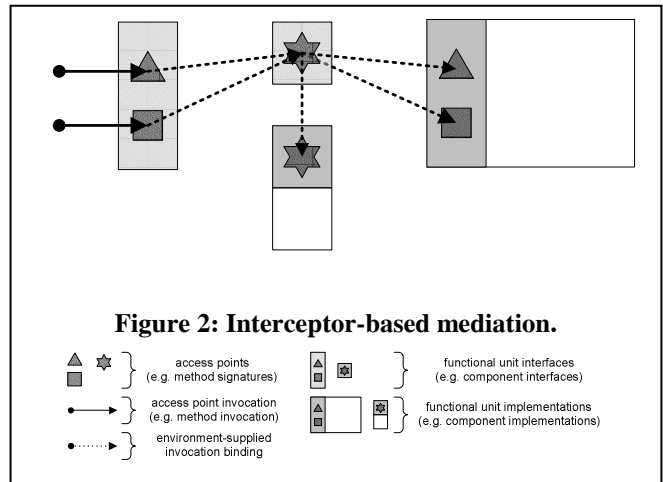 Figure 2: Interceptor-based mediation.
access points
(e.g. method signatures)
functional unit interfaces
(e.g. component interfaces)
access point invocation
(e.g. method invocation)
functional unit implementations
(e.g. component implementations)
environment-supplied
invocation binding